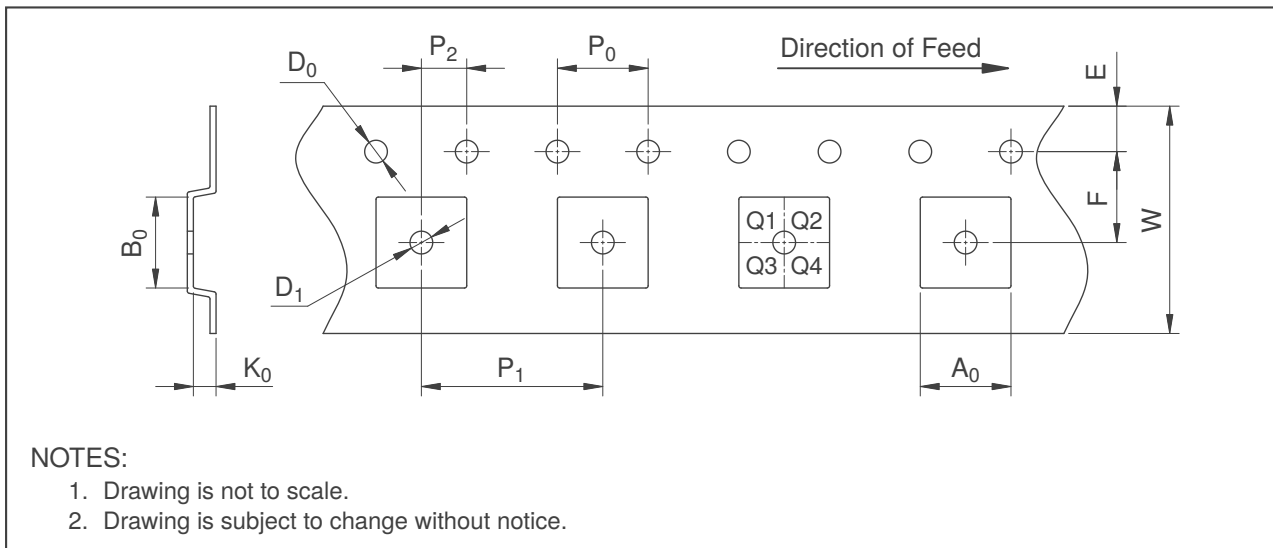 P₂ P₀ Direction of Feed
D₀ E
F
W
Q1 Q2
Q3 Q4
B₀
D₁
K₀ P₁ A₀
NOTES:
1. Drawing is not to scale.
2. Drawing is subject to change without notice.